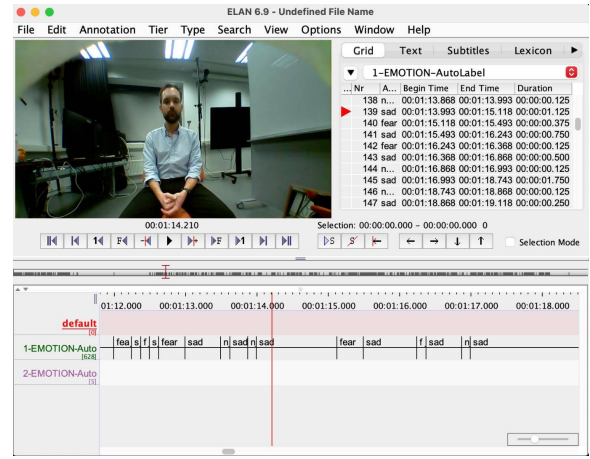 ELAN 6.9 - Undefined File Name
File Edit Annotation Tier Type Search View Options Window Help
Grid Text Subtitles Lexicon
1-EMOTION-AutoLabel
... Nr A... Begin Time End Time Duration
138 n... 00:01:13.868 00:01:13.993 00:00:00.125
139 sad 00:01:13.993 00:01:15.118 00:00:01.125
140 fear 00:01:15.118 00:01:15.493 00:00:00.375
141 sad 00:01:15.493 00:01:16.243 00:00:00.750
142 fear 00:01:16.243 00:01:16.368 00:00:00.125
143 sad 00:01:16.368 00:01:16.868 00:00:00.500
144 n... 00:01:16.868 00:01:16.993 00:00:00.125
145 sad 00:01:16.993 00:01:18.743 00:00:01.750
146 n... 00:01:18.743 00:01:18.868 00:00:00.125
147 sad 00:01:18.868 00:01:19.118 00:00:00.250
00:01:14.210
Selection: 00:00:00.000 - 00:00:00.000 0
1 F F 1 S S Selection Mode
01:12.000 00:01:13.000 00:01:14.000 00:01:15.000 00:01:16.000 00:01:17.000 00:01:18.000
default
[0]
1-EMOTION-Auto fea s f s fear sad n sad n sad fear sad f sad n sad
[628]
2-EMOTION-Auto
[5]